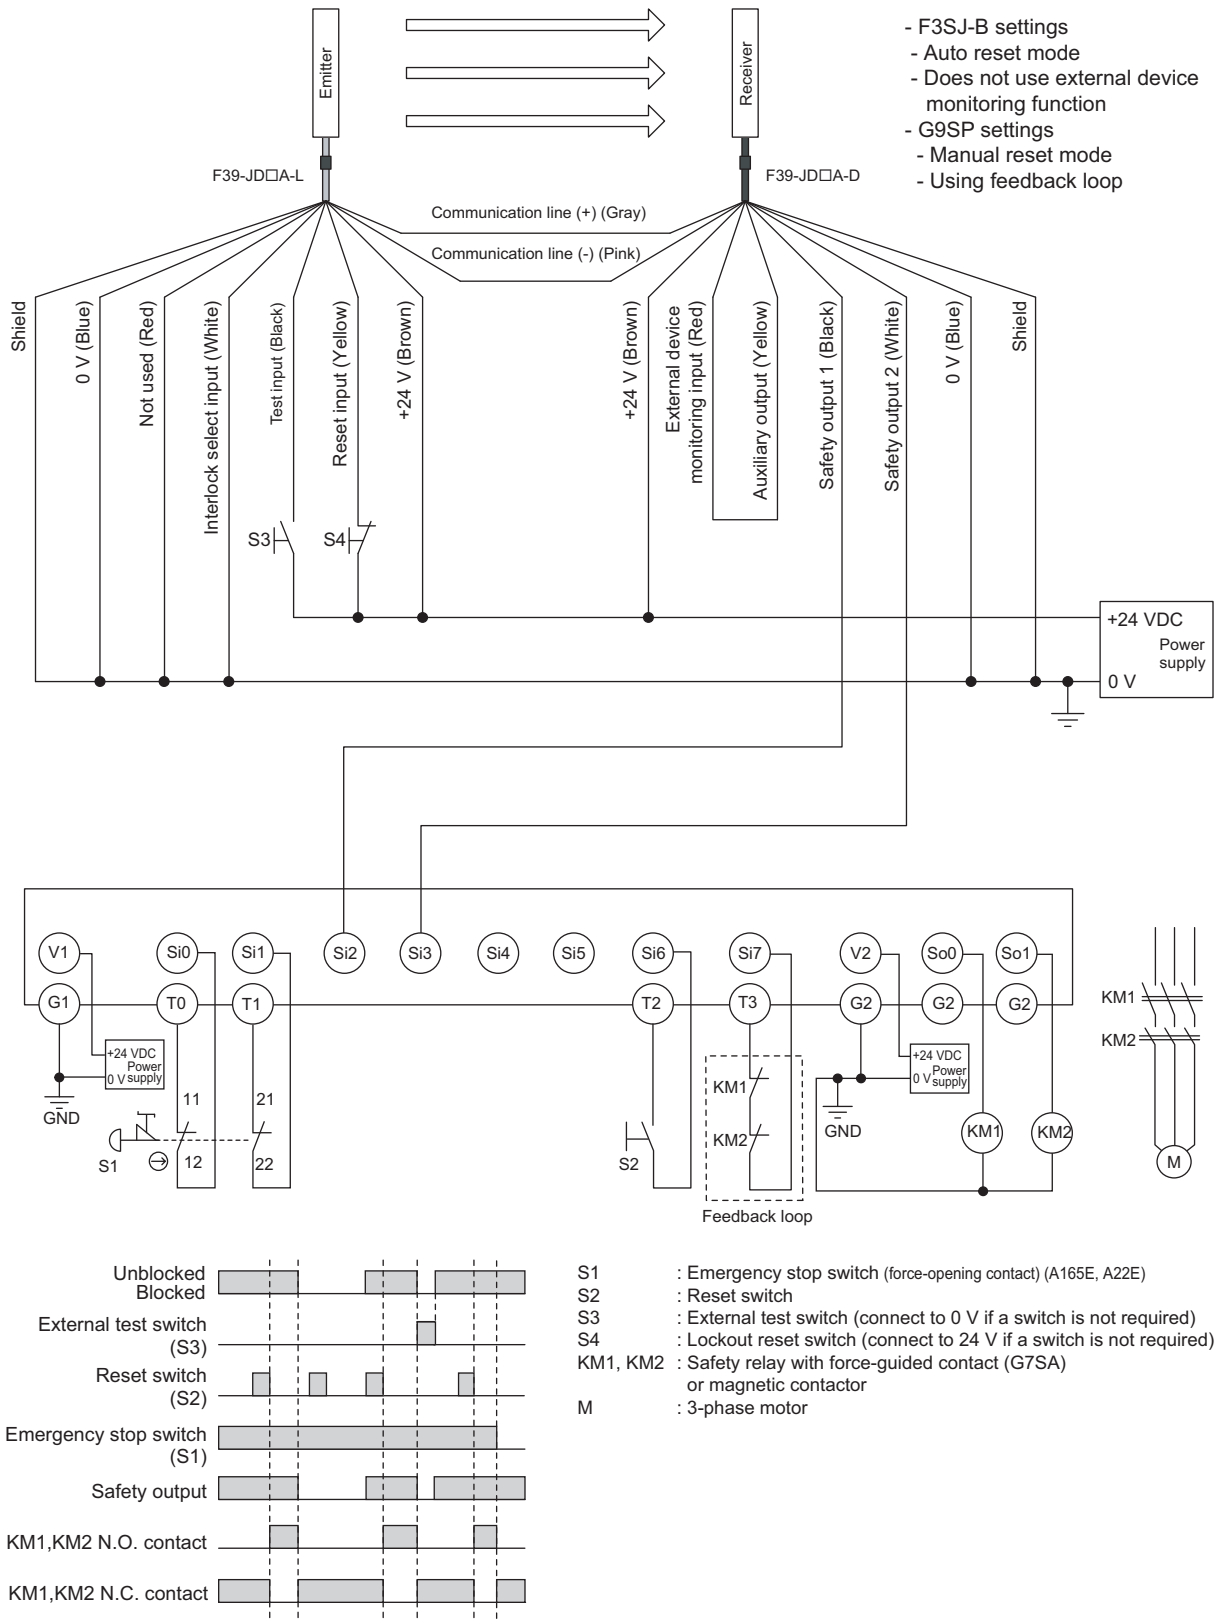 Emitter
Receiver
- F3SJ-B settings
- Auto reset mode
- Does not use external device
monitoring function
- G9SP settings
- Manual reset mode
- Using feedback loop
F39-JD□A-L
F39-JD□A-D
Communication line (+) (Gray)
Communication line (-) (Pink)
Shield
0 V (Blue)
Not used (Red)
Interlock select input (White)
Test input (Black)
Reset input (Yellow)
+24 V (Brown)
+24 V (Brown)
External device
monitoring input (Red)
Auxiliary output (Yellow)
Safety output 1 (Black)
Safety output 2 (White)
0 V (Blue)
Shield
S3
S4
+24 VDC
Power
supply
0 V
V1
Si0
Si1
Si2
Si3
Si4
Si5
Si6
Si7
V2
So0
So1
G1
T0
T1
T2
T3
G2
G2
G2
KM1
KM2
M
+24 VDC
Power
0 V supply
GND
11
21
S1
12
22
S2
KM1
KM2
Feedback loop
+24 VDC
Power
0 V supply
GND
KM1
KM2
Unblocked
Blocked
External test switch
(S3)
Reset switch
(S2)
Emergency stop switch
(S1)
Safety output
KM1,KM2 N.O. contact
KM1,KM2 N.C. contact
S1 : Emergency stop switch (force-opening contact) (A165E, A22E)
S2 : Reset switch
S3 : External test switch (connect to 0 V if a switch is not required)
S4 : Lockout reset switch (connect to 24 V if a switch is not required)
KM1, KM2 : Safety relay with force-guided contact (G7SA)
or magnetic contactor
M : 3-phase motor